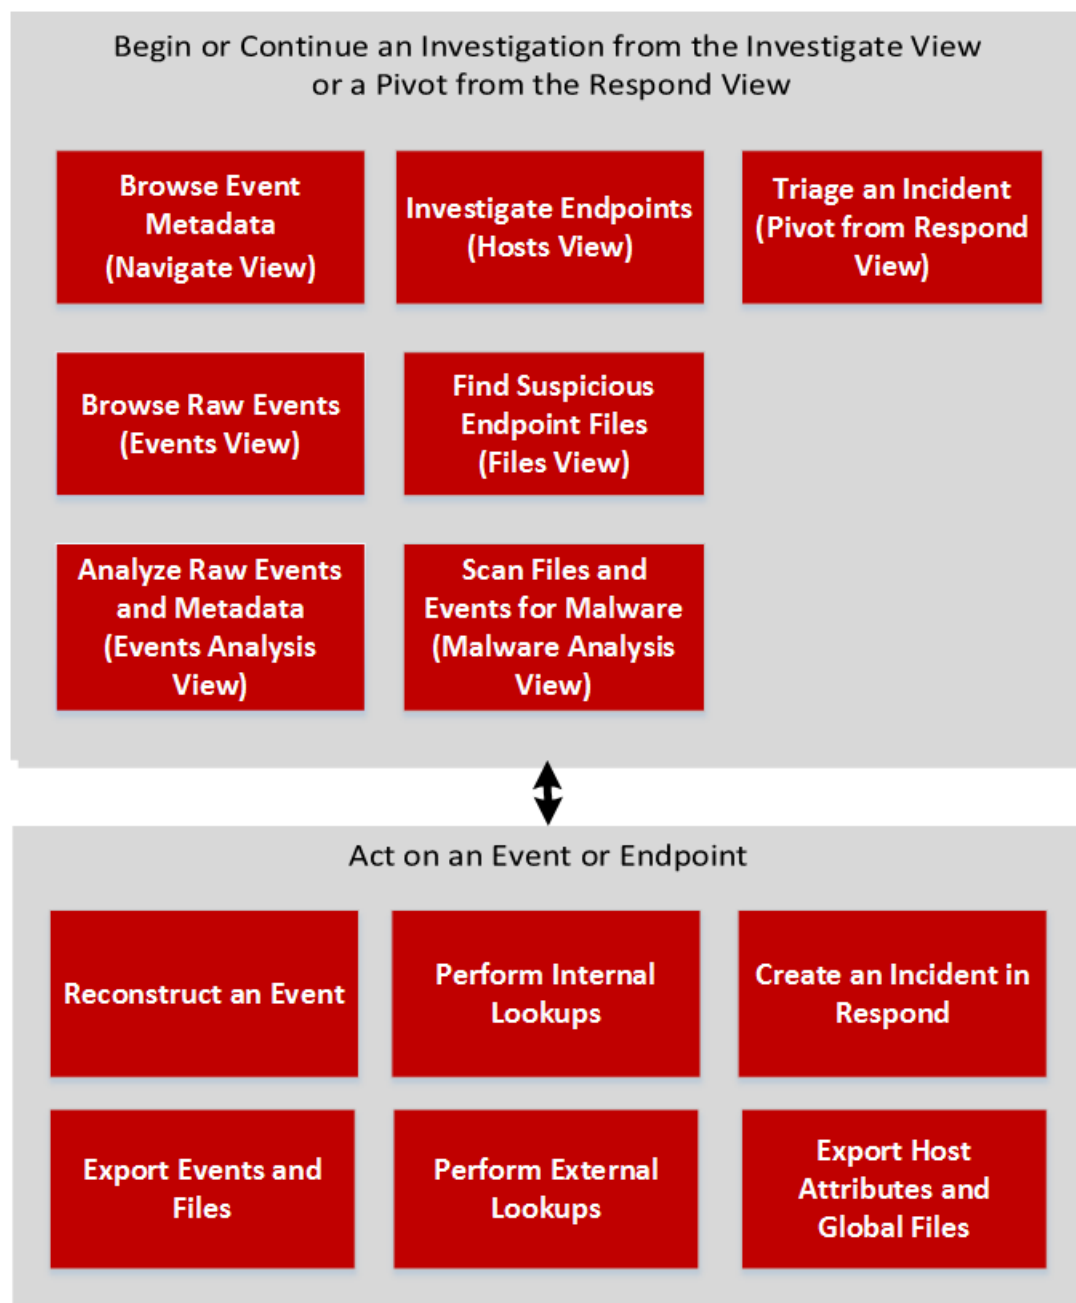 Begin or Continue an Investigation from the Investigate View
or a Pivot from the Respond View
Browse Event
Metadata
(Navigate View)
Investigate Endpoints
(Hosts View)
Triage an Incident
(Pivot from Respond
View)
Browse Raw Events
(Events View)
Find Suspicious
Endpoint Files
(Files View)
Analyze Raw Events
and Metadata
(Events Analysis
View)
Scan Files and
Events for Malware
(Malware Analysis
View)
Act on an Event or Endpoint
Reconstruct an Event
Perform Internal
Lookups
Create an Incident in
Respond
Export Events and
Files
Perform External
Lookups
Export Host
Attributes and
Global Files